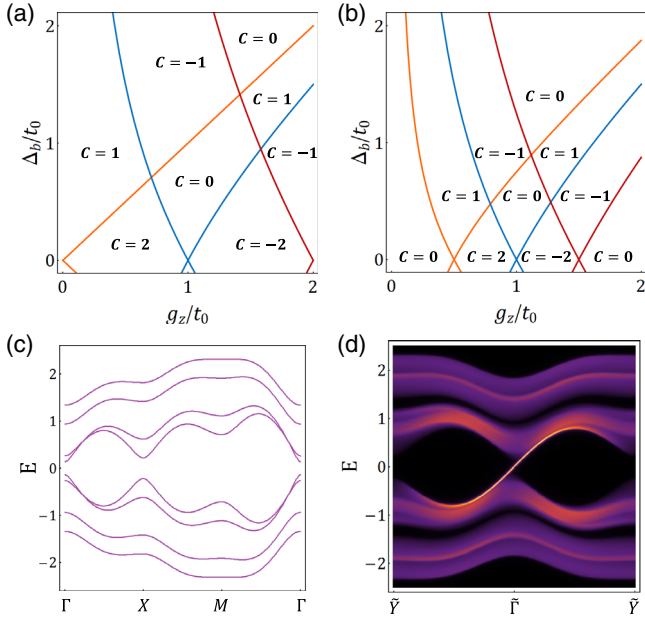 (a)
Δb/t0
2
1
0
C = −1
C = 0
C = 1
C = 1
C = −1
C = 0
C = 2
C = −2
0
1
2
gz/t0
(b)
Δb/t0
2
1
0
C = 0
C = −1
C = 1
C = 1
C = 0
C = −1
C = 0
C = 2
C = −2
C = 0
0
1
2
gz/t0
(c)
E
2
1
0
-1
-2
Γ
X
M
Γ
(d)
E
2
1
0
-1
-2
Ỹ
Γ̃
Ỹ